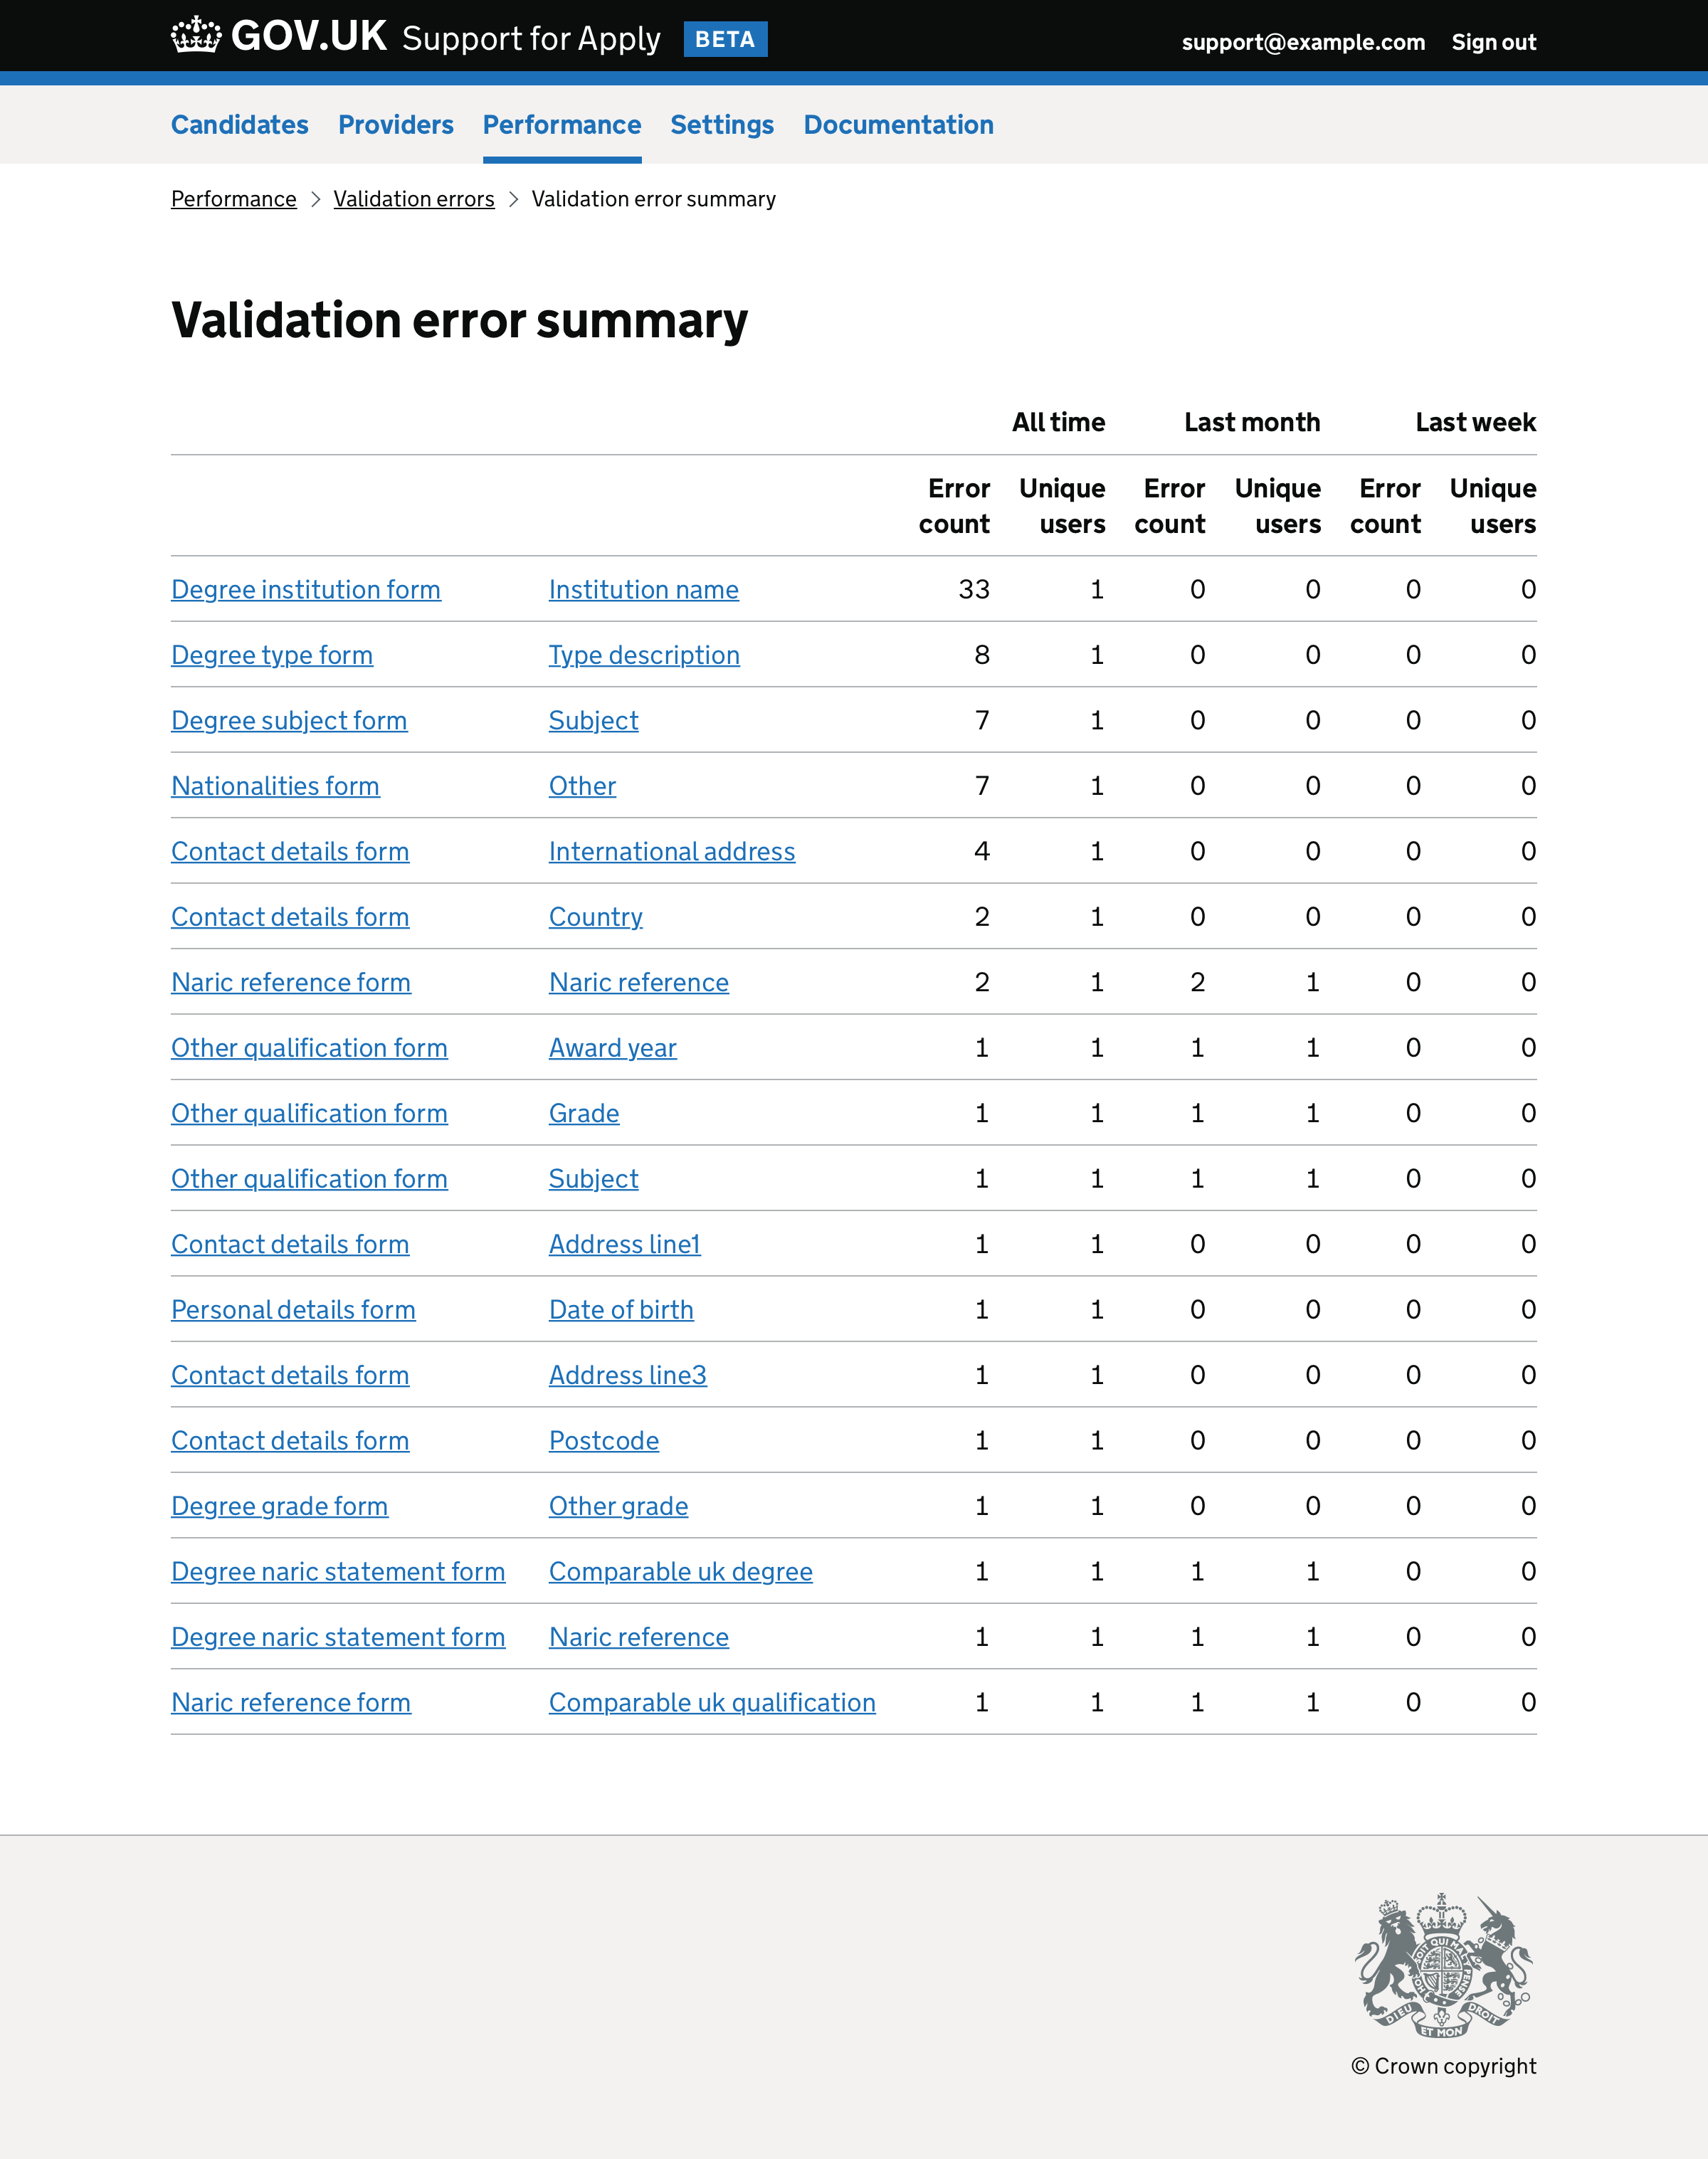 GOV.UK Support for Apply BETA support@example.com Sign out
Candidates Providers Performance Settings Documentation
Performance Validation errors Validation error summary
Validation error summary
All time Last month Last week
Error count Unique users Error count Unique users Error count Unique users
Degree institution form Institution name 33 1 0 0 0 0
Degree type form Type description 8 1 0 0 0 0
Degree subject form Subject 7 1 0 0 0 0
Nationalities form Other 7 1 0 0 0 0
Contact details form International address 4 1 0 0 0 0
Contact details form Country 2 1 0 0 0 0
Naric reference form Naric reference 2 1 2 1 0 0
Other qualification form Award year 1 1 1 1 0 0
Other qualification form Grade 1 1 1 1 0 0
Other qualification form Subject 1 1 1 1 0 0
Contact details form Address line1 1 1 0 0 0 0
Personal details form Date of birth 1 1 0 0 0 0
Contact details form Address line3 1 1 0 0 0 0
Contact details form Postcode 1 1 0 0 0 0
Degree grade form Other grade 1 1 0 0 0 0
Degree naric statement form Comparable uk degree 1 1 1 1 0 0
Degree naric statement form Naric reference 1 1 1 1 0 0
Naric reference form Comparable uk qualification 1 1 1 1 0 0
DIEU ET MON DROIT
© Crown copyright